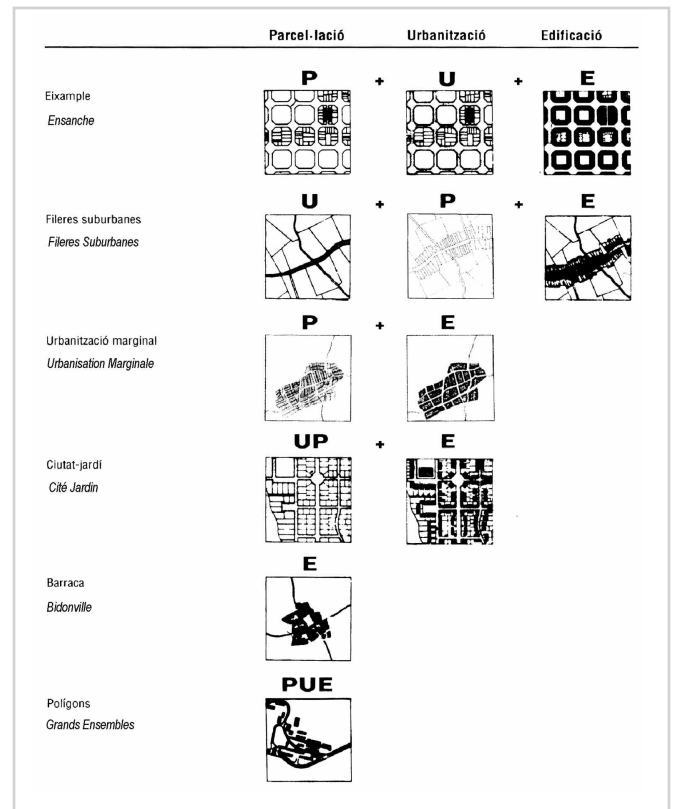 Parcel·lació Urbanització Edificació
P + U + E
Eixample
Ensanche
U + P + E
Fileres suburbanes
Fileres Suburbanes
P + E
Urbanització marginal
Urbanisation Marginale
UP + E
Ciutat-jardí
Cité Jardin
E
Barraca
Bidonville
PUE
Polígons
Grands Ensembles